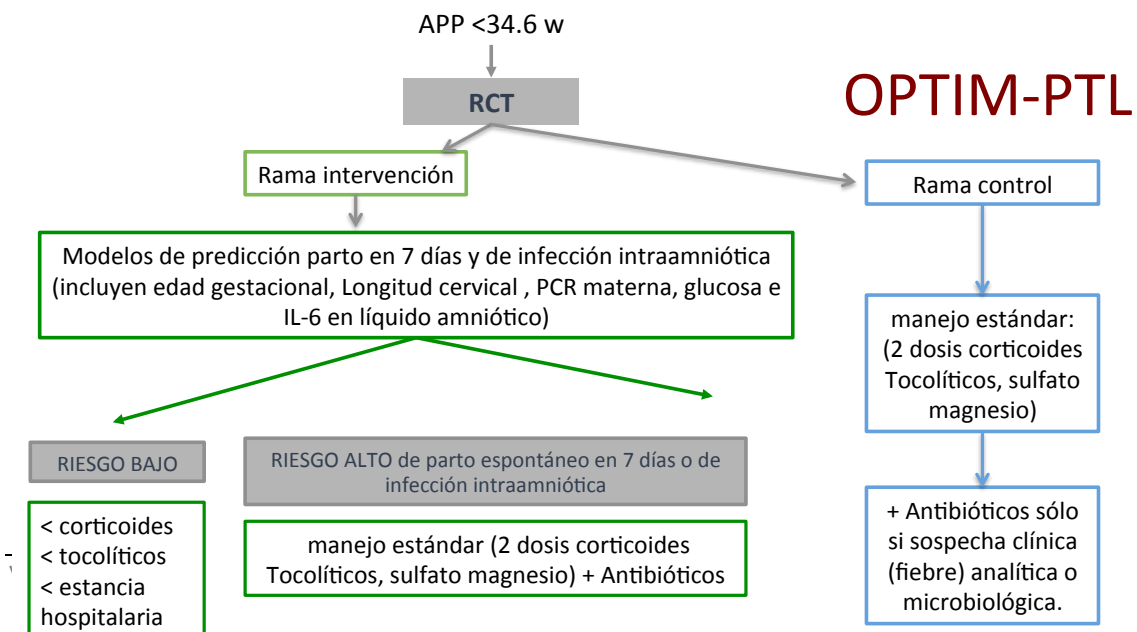 APP <34.6 w
RCT
OPTIM-PTL
Rama intervención
Rama control
Modelos de predicción parto en 7 días y de infección intraamniótica
(incluyen edad gestacional, Longitud cervical , PCR materna, glucosa e
IL-6 en líquido amniótico)
manejo estándar:
(2 dosis corticoides
Tocolíticos, sulfato
magnesio)
RIESGO BAJO
RIESGO ALTO de parto espontáneo en 7 días o de
infección intraamniótica
< corticoides
< tocolíticos
< estancia
hospitalaria
manejo estándar (2 dosis corticoides
Tocolíticos, sulfato magnesio) + Antibióticos
+ Antibióticos sólo
si sospecha clínica
(fiebre) analítica o
microbiológica.